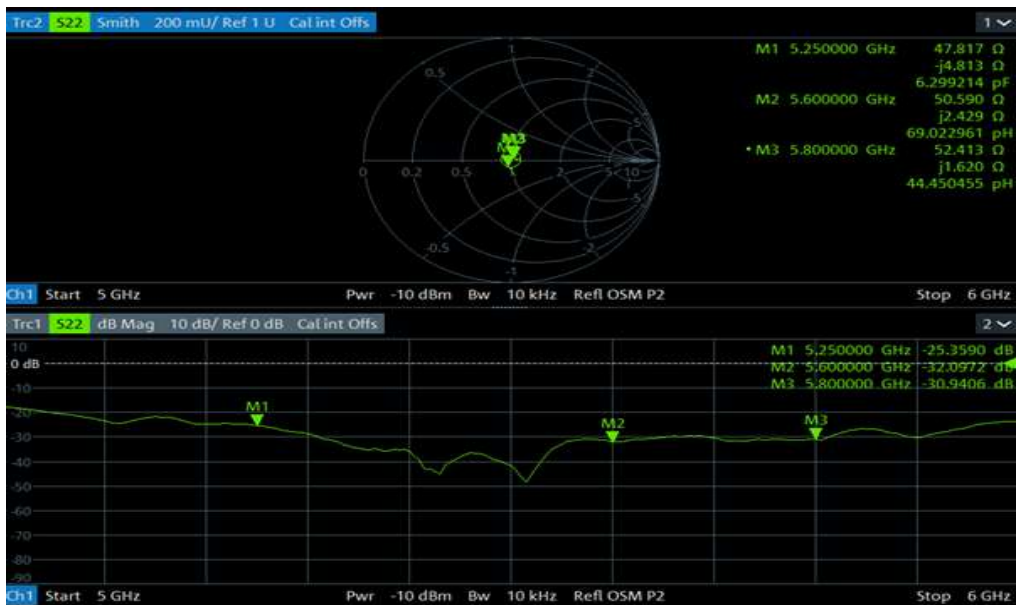 Trc2 S22 Smith 200 mU/ Ref 1 U Cal int Offs 1
M1 5.250000 GHz 47.817 Ω
-j4.813 Ω
6.299214 pF
M2 5.600000 GHz 50.590 Ω
j2.429 Ω
69.022961 pH
• M3 5.800000 GHz 52.413 Ω
j1.620 Ω
44.450455 pH
1
0.5
2
5
M3
0 0.2 0.5 1 2 5 10
-5
-0.5
-2
-1
Ch1 Start 5 GHz Pwr -10 dBm Bw 10 kHz Refl OSM P2 Stop 6 GHz
Trc1 S22 dB Mag 10 dB/ Ref 0 dB Cal int Offs 2
10
0 dB
M1 5.250000 GHz -25.3590 dB
M2 5.600000 GHz -32.0972 dB
M3 5.800000 GHz -30.9406 dB
-10
-20
M1
M2
M3
-30
-40
-50
-60
-70
-80
-90
Ch1 Start 5 GHz Pwr -10 dBm Bw 10 kHz Refl OSM P2 Stop 6 GHz